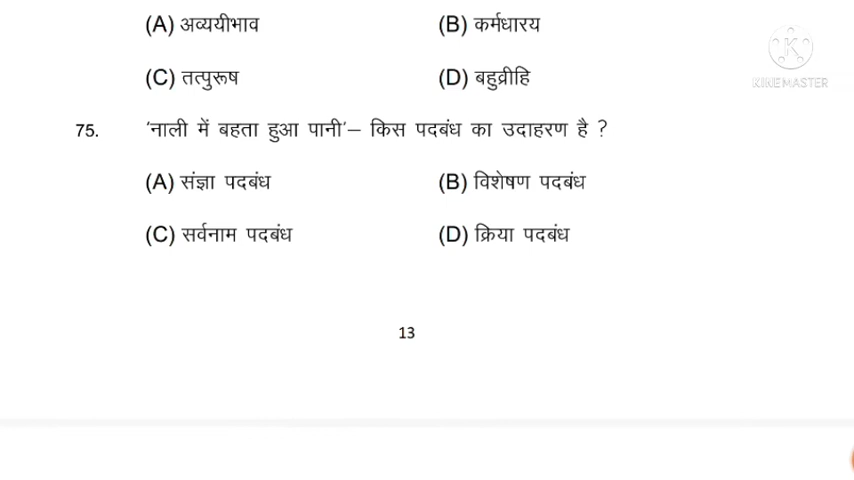 (A) अव्ययीभाव (B) कर्मधारय
(C) तत्पुरूष (D) बहुव्रीहि
75. 'नाली में बहता हुआ पानी'– किस पदबंध का उदाहरण है ?
(A) संज्ञा पदबंध (B) विशेषण पदबंध
(C) सर्वनाम पदबंध (D) क्रिया पदबंध
13
K
KINEMASTER